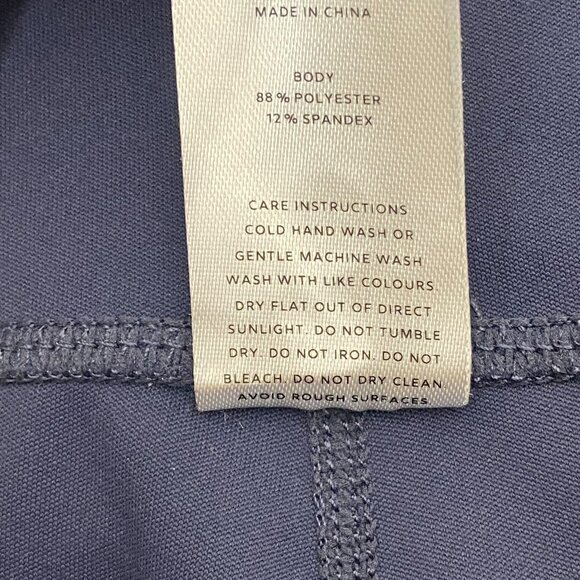 MADE IN CHINA
BODY
88% POLYESTER
12% SPANDEX
CARE INSTRUCTIONS
COLD HAND WASH OR
GENTLE MACHINE WASH
WASH WITH LIKE COLOURS
DRY FLAT OUT OF DIRECT
SUNLIGHT. DO NOT TUMBLE
DRY. DO NOT IRON. DO NOT
BLEACH. DO NOT DRY CLEAN
AVOID ROUGH SURFACES